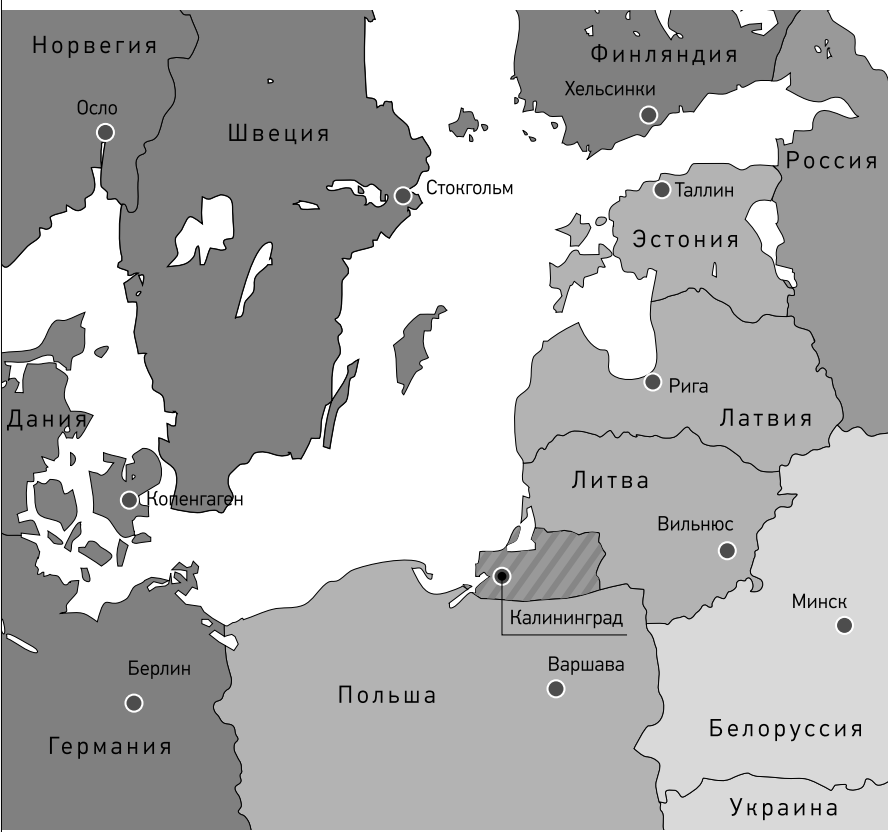 Норвегия
Финляндия
Хельсинки
Осло
Швеция
Россия
Стокгольм
Таллин
Эстония
Рига
Латвия
Дания
Литва
Копенгаген
Вильнюс
Минск
Калининград
Варшава
Берлин
Польша
Белоруссия
Германия
Украина